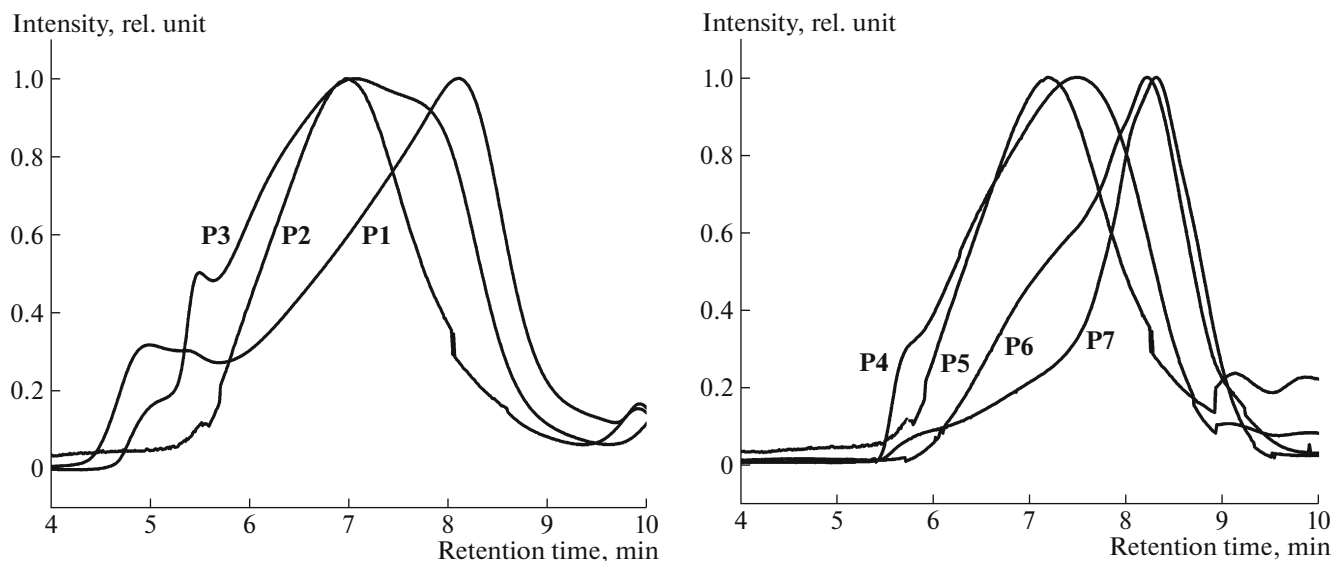 Intensity, rel. unit
1.0
0.8
0.6
0.4
0.2
0
P3
P2
P1
4 5 6 7 8 9 10
Retention time, min
Intensity, rel. unit
1.0
0.8
0.6
0.4
0.2
0
P4
P5
P6
P7
4 5 6 7 8 9 10
Retention time, min